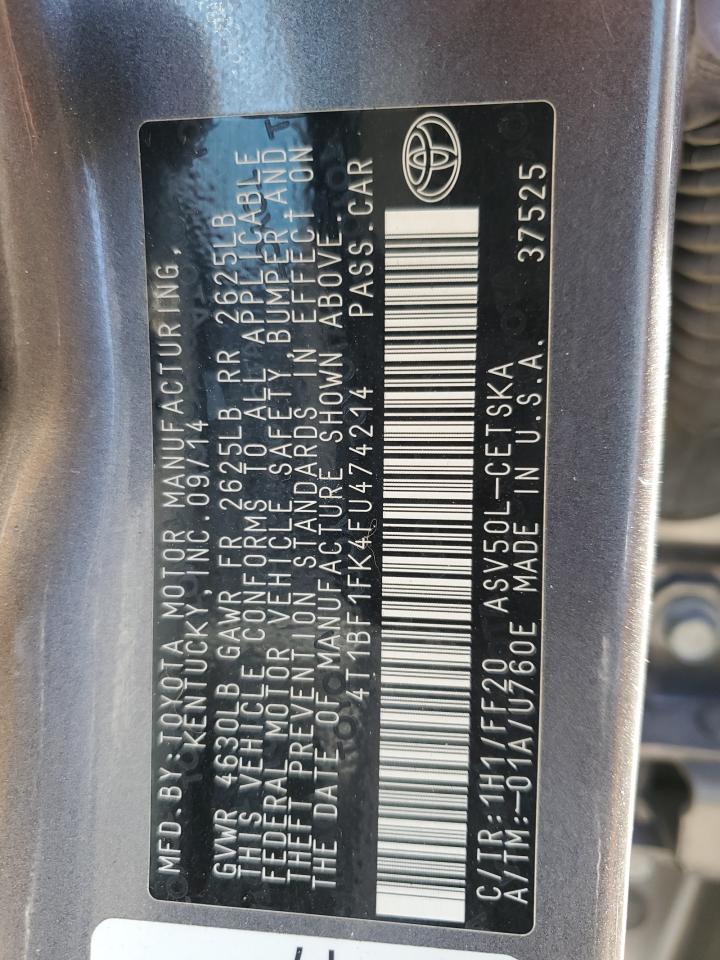 MFD.BY:TOYOTA MOTOR MANUFACTURING,
KENTUCKY, INC. 09/14
GVWR 4630LB GAWR FR 2625LB RR 2625LB
THIS VEHICLE CONFORMS TO ALL APPLICABLE
FEDERAL MOTOR VEHICLE SAFETY, BUMPER AND
THEFT PREVENTION STANDARDS IN EFFECT ON
THE DATE OF MANUFACTURE SHOWN ABOVE.
4T1BF1FK4FU474214 PASS.CAR
C/TR:1H1/FF20 ASV50L-CETSKA
A/TM:-01A/U760E MADE IN U.S.A. 37525